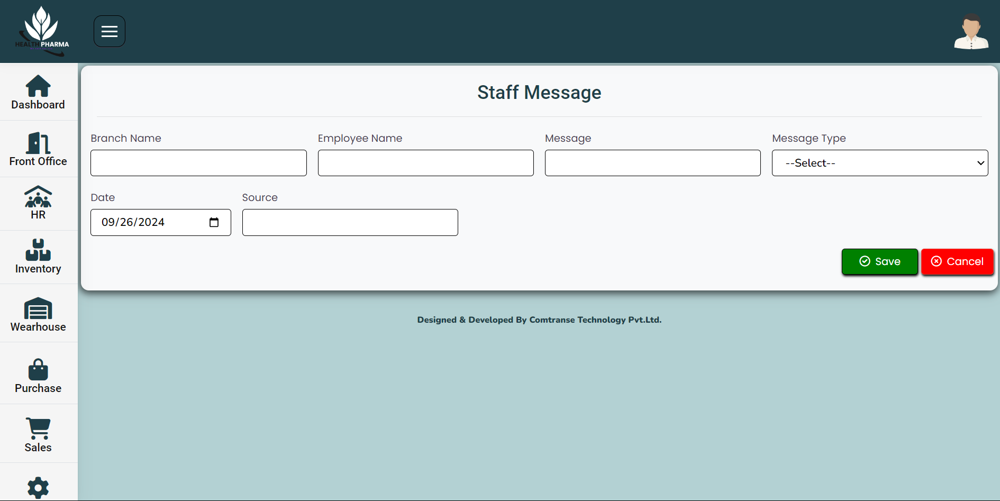 HEALTH PHARMA
Dashboard
Front Office
HR
Inventory
Wearhouse
Purchase
Sales
Staff Message
Branch Name
Employee Name
Message
Message Type
--Select--
Date
Source
09/26/2024
Save
Cancel
Designed & Developed By Comtranse Technology Pvt.Ltd.